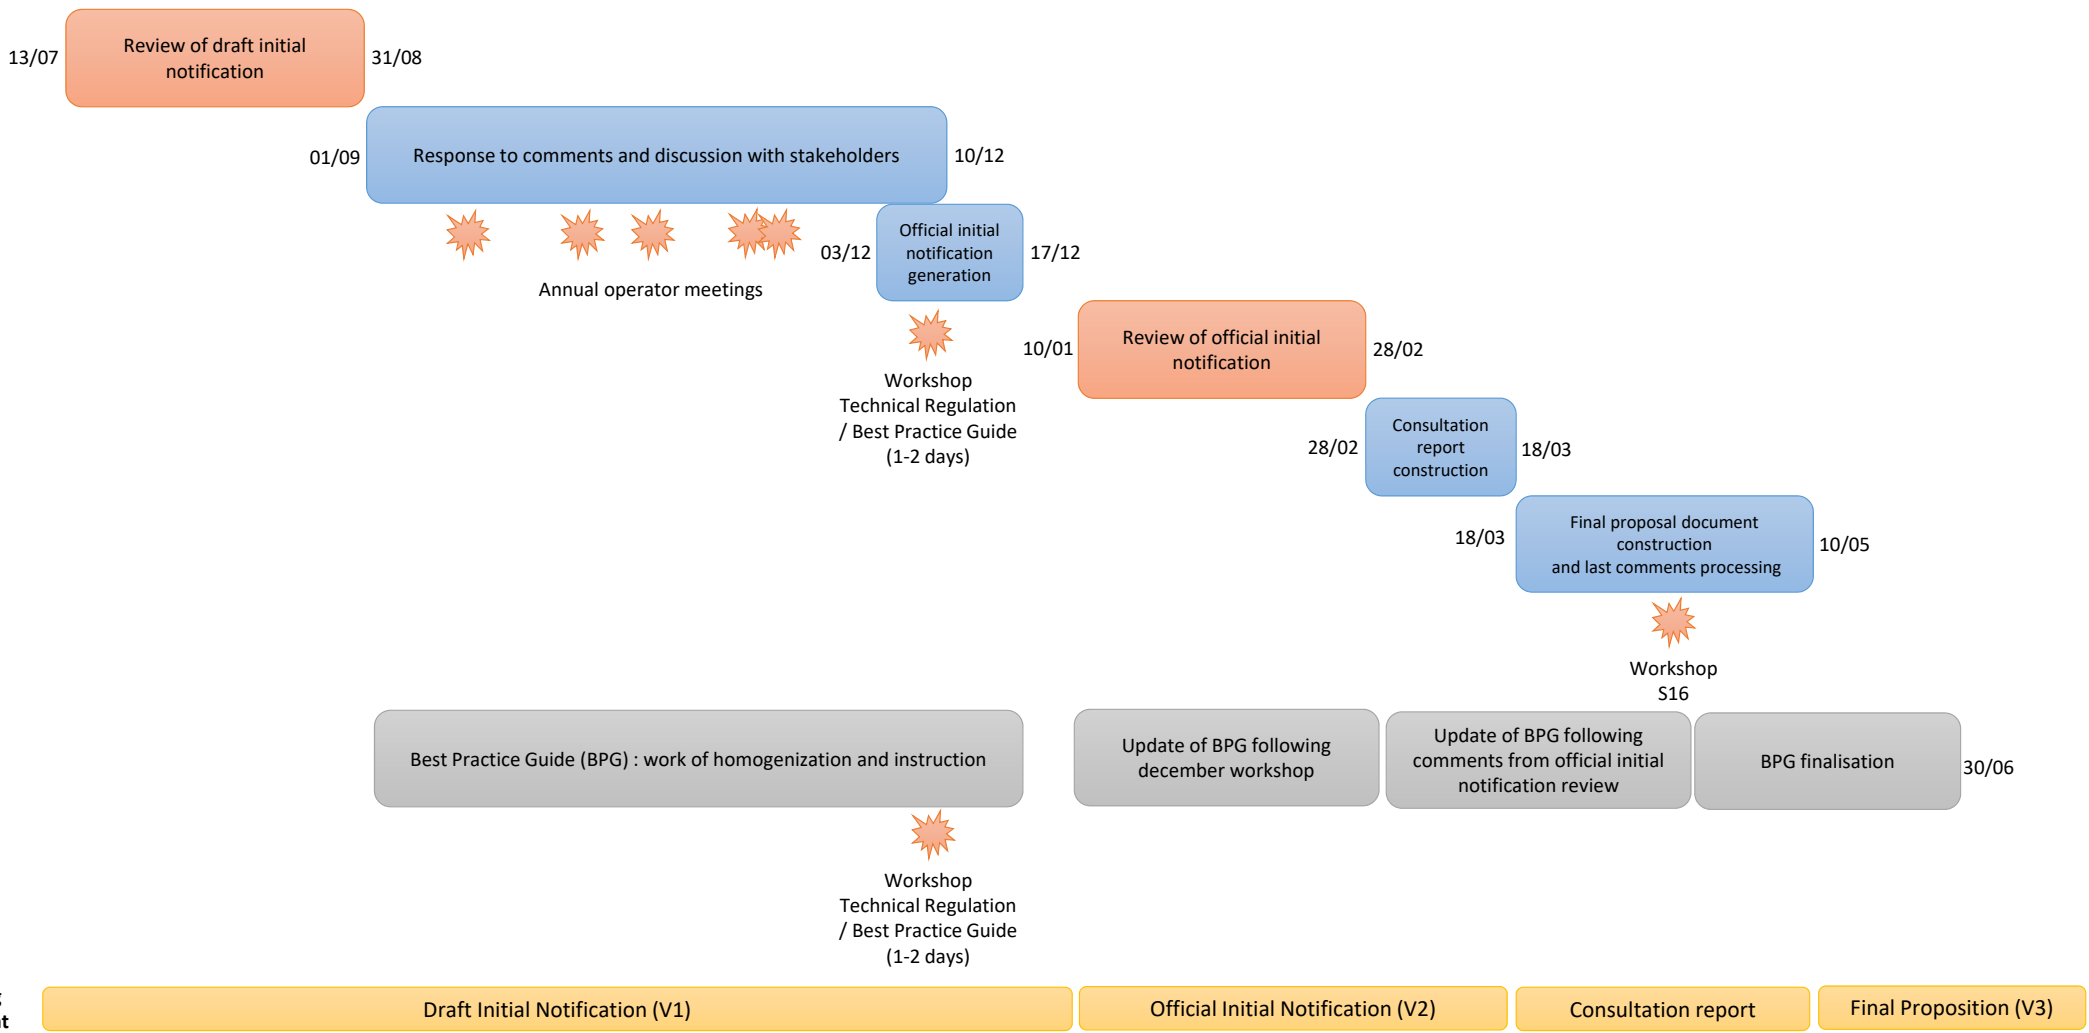 13/07
Review of draft initial
notification
31/08
01/09
Response to comments and discussion with stakeholders
10/12
Annual operator meetings
03/12
Official initial
notification
generation
17/12
Workshop
Technical Regulation
/ Best Practice Guide
(1-2 days)
10/01
Review of official initial
notification
28/02
28/02
Consultation
report
construction
18/03
18/03
Final proposal document
construction
and last comments processing
10/05
Workshop
S16
Best Practice Guide (BPG) : work of homogenization and instruction
Update of BPG following
december workshop
Update of BPG following
comments from official initial
notification review
BPG finalisation
30/06
Workshop
Technical Regulation
/ Best Practice Guide
(1-2 days)
Draft Initial Notification (V1)
Official Initial Notification (V2)
Consultation report
Final Proposition (V3)